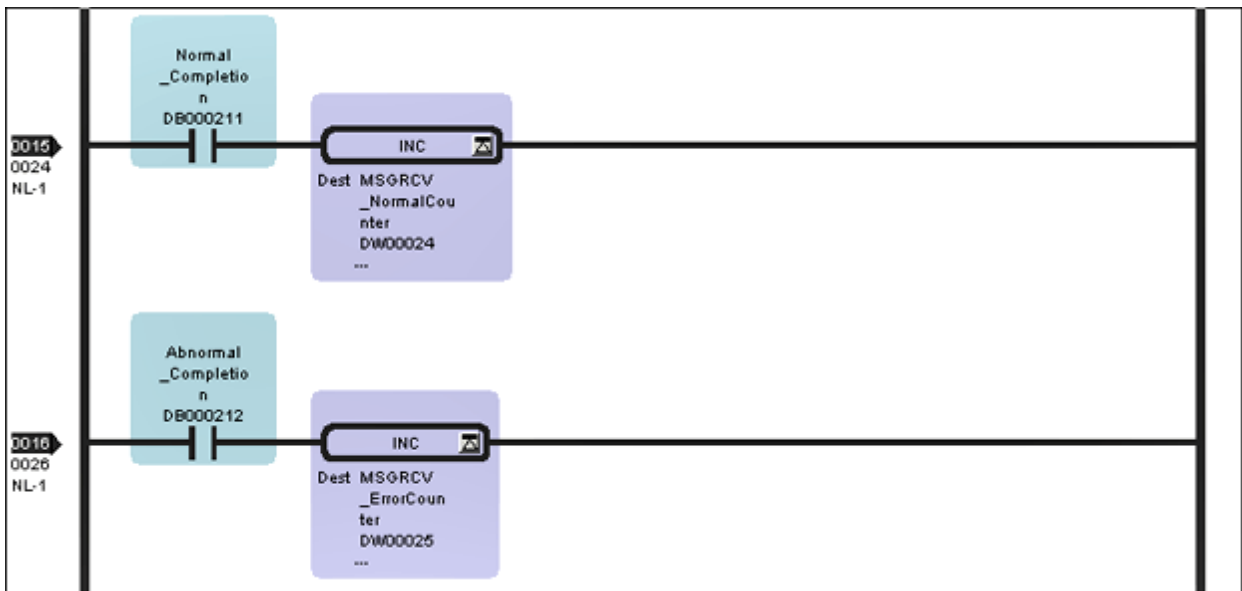 Normal
_Completio
n
DB000211
0015
0024
NL-1
INC
Dest MSGRCV
_NormalCou
nter
DW00024
...
Abnormal
_Completio
n
DB000212
0016
0026
NL-1
INC
Dest MSGRCV
_ErrorCoun
ter
DW00025
...